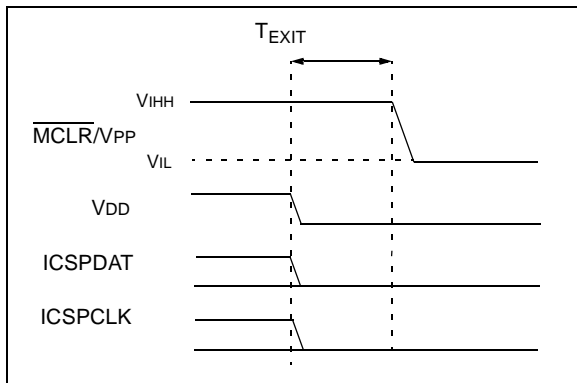 TEXIT
VIHH
MCLR/VPP
VIL
VDD
ICSPDAT
ICSPCLK